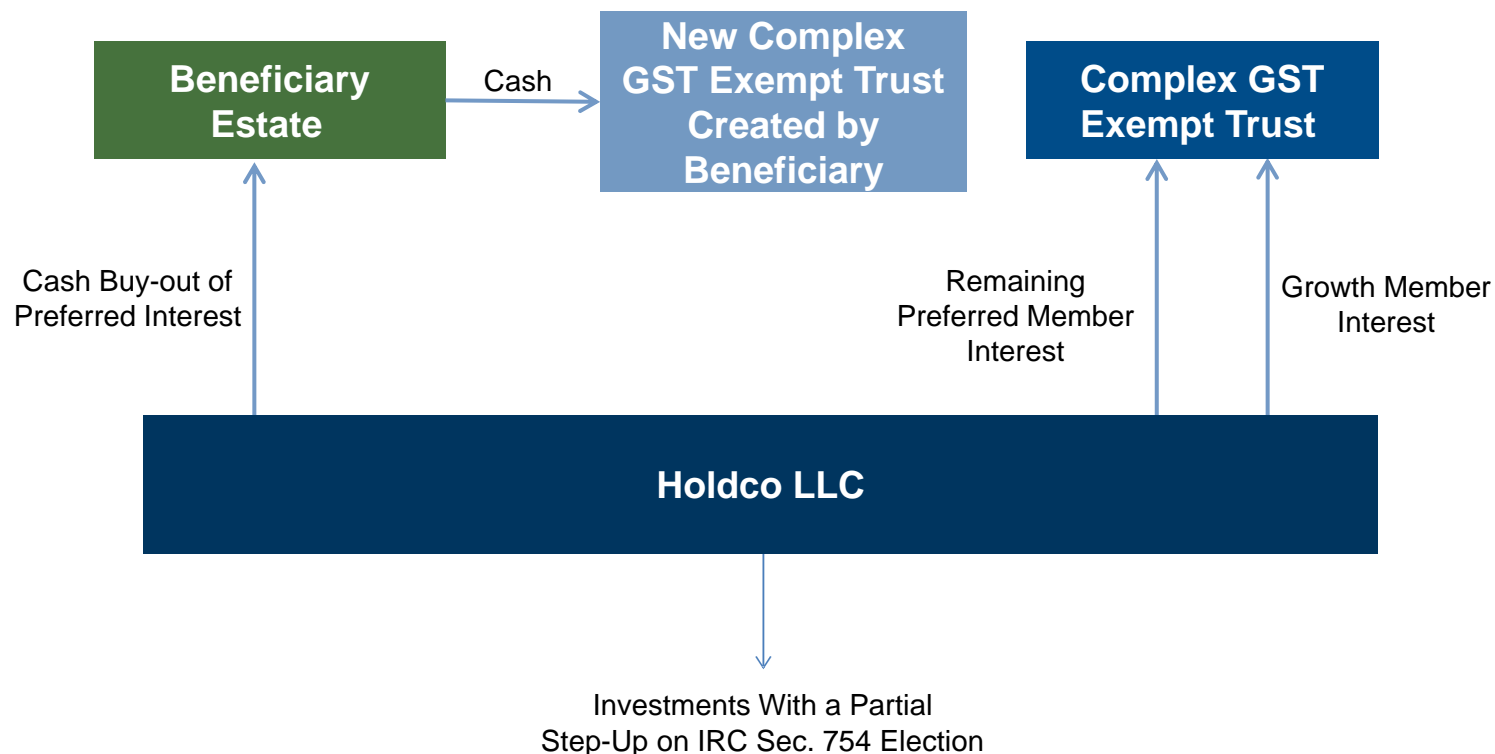 Beneficiary
Estate
Cash
New Complex
GST Exempt Trust
Created by
Beneficiary
Complex GST
Exempt Trust
Cash Buy-out of
Preferred Interest
Remaining
Preferred Member
Interest
Growth Member
Interest
Holdco LLC
Investments With a Partial
Step-Up on IRC Sec. 754 Election